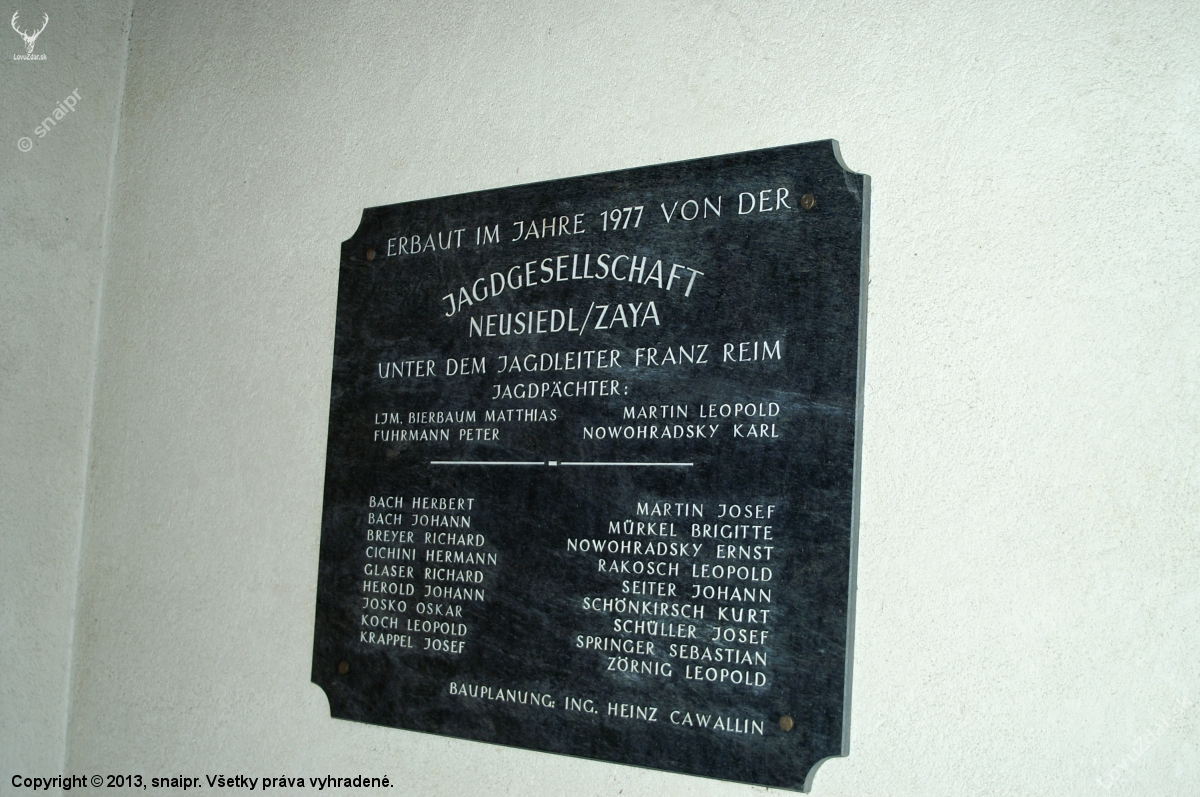 LovuZdar.sk
© snaipr
ERBAUT IM JAHRE 1977 VON DER
JAGDGESELLSCHAFT
NEUSIEDL/ZAYA
UNTER DEM JAGDLEITER FRANZ REIM
JAGDPÄCHTER:
LJM. BIERBAUM MATTHIAS MARTIN LEOPOLD
FUHRMANN PETER NOWOHRADSKY KARL
BACH HERBERT MARTIN JOSEF
BACH JOHANN MÜRKEL BRIGITTE
BREYER RICHARD NOWOHRADSKY ERNST
CICHINI HERMANN RAKOSCH LEOPOLD
GLASER RICHARD SEITER JOHANN
HEROLD JOHANN SCHÖNKIRSCH KURT
JOSKO OSKAR SCHÜLLER JOSEF
KOCH LEOPOLD SPRINGER SEBASTIAN
KRAPPEL JOSEF ZÖRNIG LEOPOLD
BAUPLANUNG: ING. HEINZ CAWALLIN
Copyright © 2013, snaipr. Všetky práva vyhradené.